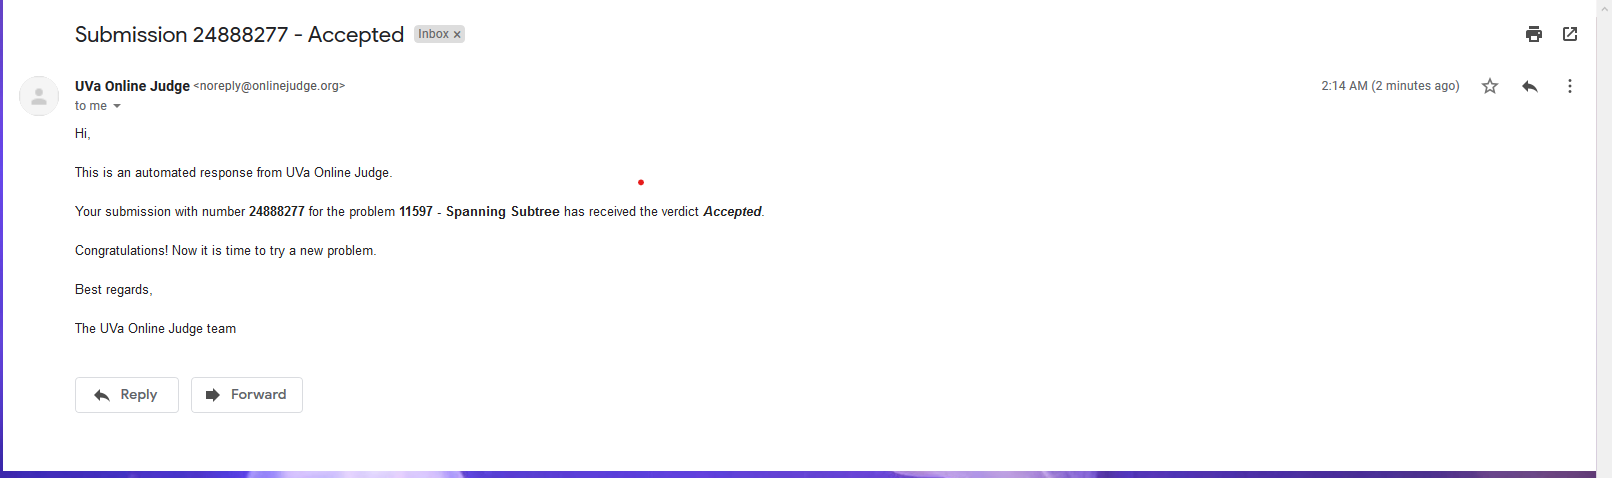 Submission 24888277 - Accepted Inbox ×
UVa Online Judge <noreply@onlinejudge.org> 2:14 AM (2 minutes ago)
to me
Hi,
This is an automated response from UVa Online Judge.
Your submission with number 24888277 for the problem 11597 - Spanning Subtree has received the verdict Accepted.
Congratulations! Now it is time to try a new problem.
Best regards,
The UVa Online Judge team
Reply Forward